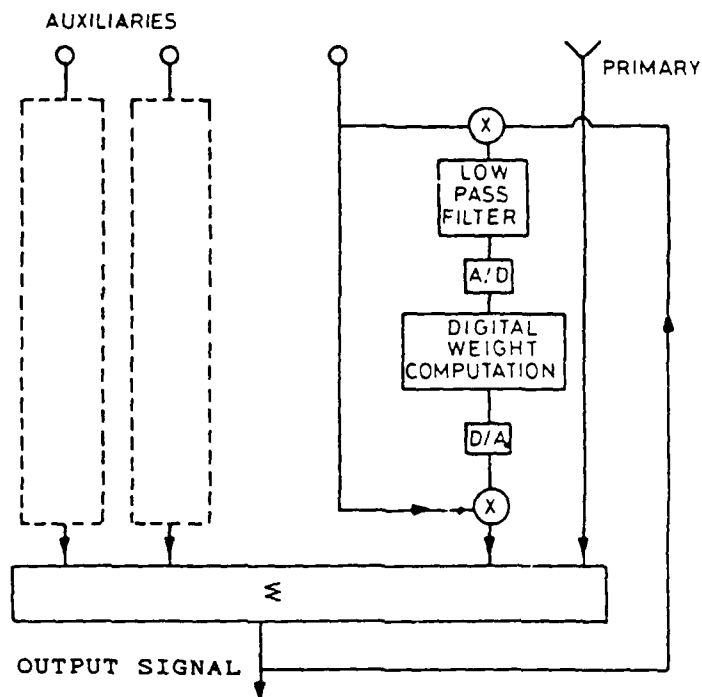 AUXILIARIES
PRIMARY
X
LOW
PASS
FILTER
A/D
DIGITAL
WEIGHT
COMPUTATION
D/A
X
Σ
OUTPUT SIGNAL